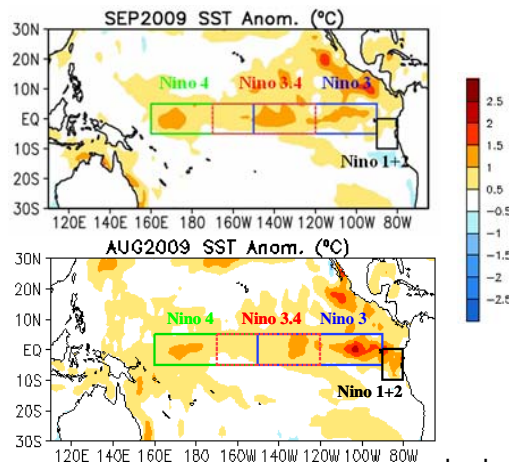 SEP2009 SST Anom. (°C)
30N
20N
10N
EQ
10S
20S
30S
Nino 4
Nino 3.4
Nino 3
Nino 1+2
120E 140E 160E 180 160W 140W 120W 100W 80W
2.5
2
1.5
1
0.5
-0.5
-1
-1.5
-2
-2.5
AUG2009 SST Anom. (°C)
30N
20N
10N
EQ
10S
20S
30S
Nino 4
Nino 3.4
Nino 3
Nino 1+2
120E 140E 160E 180 160W 140W 120W 100W 80W